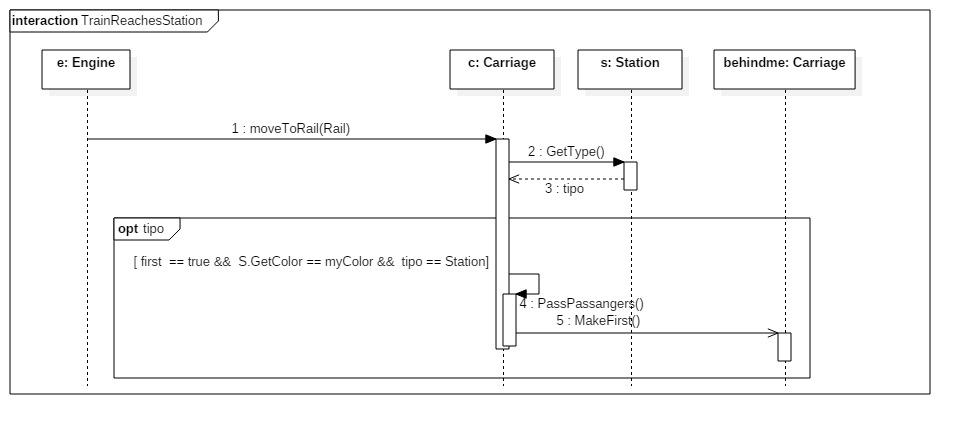 interaction TrainReachesStation
e: Engine
c: Carriage
s: Station
behindme: Carriage
1 : moveToRail(Rail)
2 : GetType()
3 : tipo
opt tipo
[ first  == true &&  S.GetColor == myColor &&  tipo == Station]
4 : PassPassangers()
5 : MakeFirst()